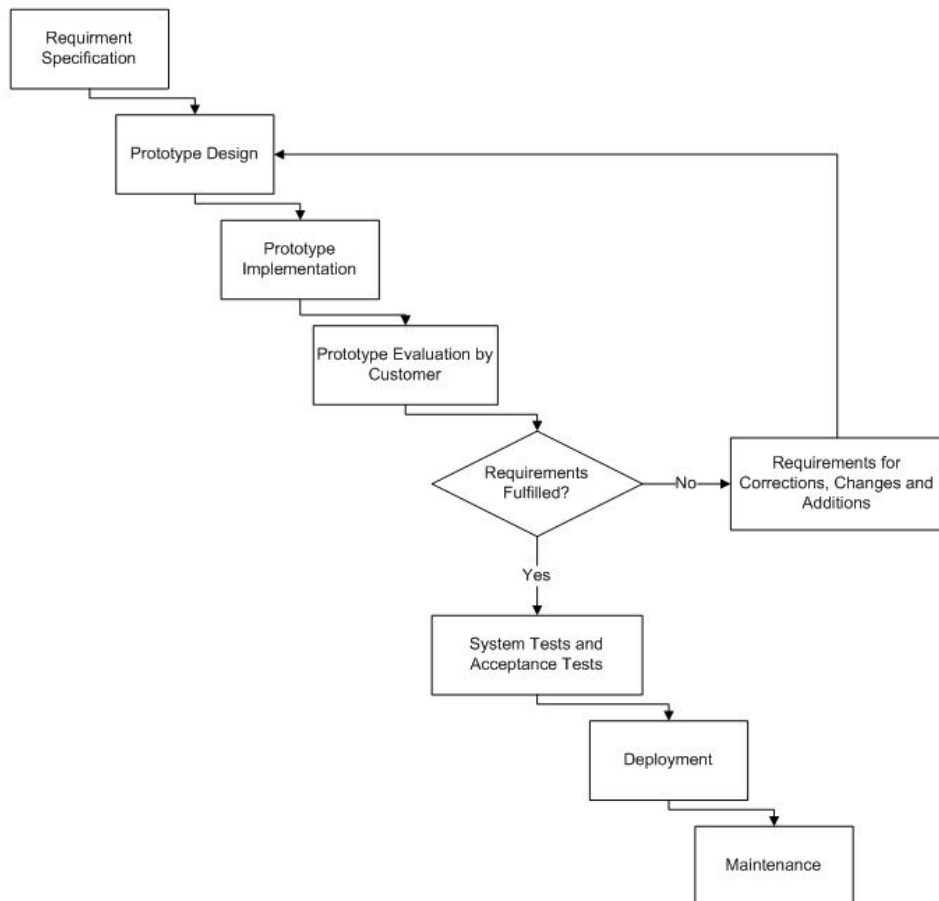 Requirment
Specification
Prototype Design
Prototype
Implementation
Prototype Evaluation by
Customer
Requirements
Fulfilled?
No
Requirements for
Corrections, Changes and
Additions
Yes
System Tests and
Acceptance Tests
Deployment
Maintenance